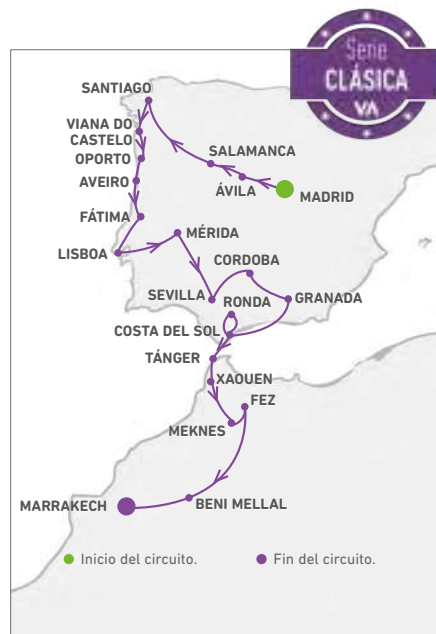 Serie
CLÁSICA
VA
SANTIAGO
VIANA DO
CASTELO
OPORTO
AVEIRO
FÁTIMA
LISBOA
SALAMANCA
ÁVILA
MADRID
MÉRIDA
CORDOBA
SEVILLA
RONDA
GRANADA
COSTA DEL SOL
TÁNGER
XAOUEN
FEZ
MEKNES
MARRAKECH
BENI MELLAL
Inicio del circuito.
Fin del circuito.